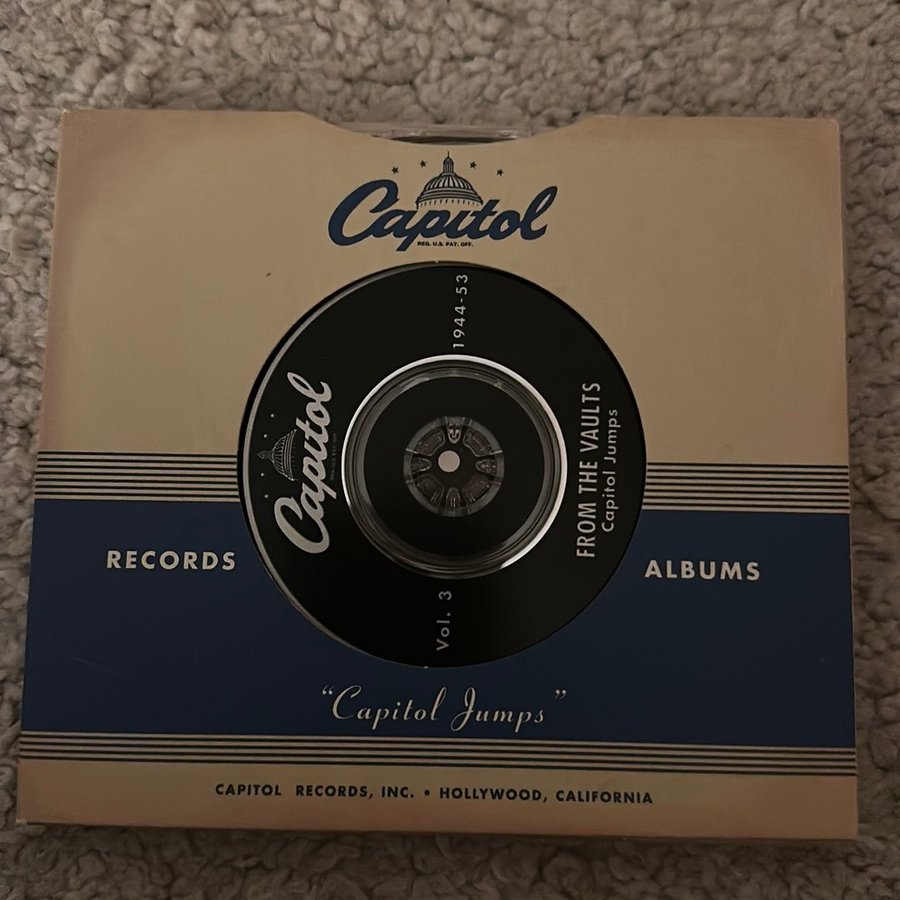 Capitol
REG. U.S. PAT. OFF.
1944-53
Capitol
FROM THE VAULTS
Capitol Jumps
Vol. 3
RECORDS
ALBUMS
“Capitol Jumps”
CAPITOL RECORDS, INC. • HOLLYWOOD, CALIFORNIA